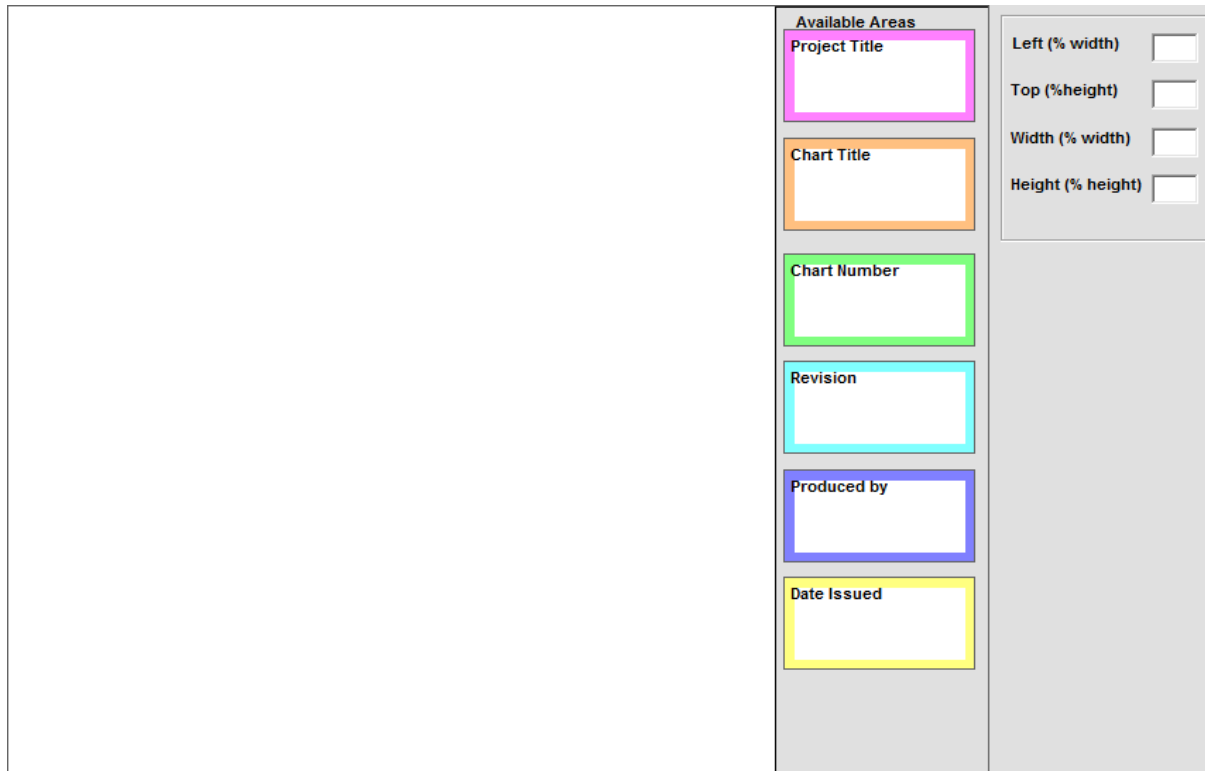 Available Areas
Project Title
Chart Title
Chart Number
Revision
Produced by
Date Issued
Left (% width)
Top (%height)
Width (% width)
Height (% height)